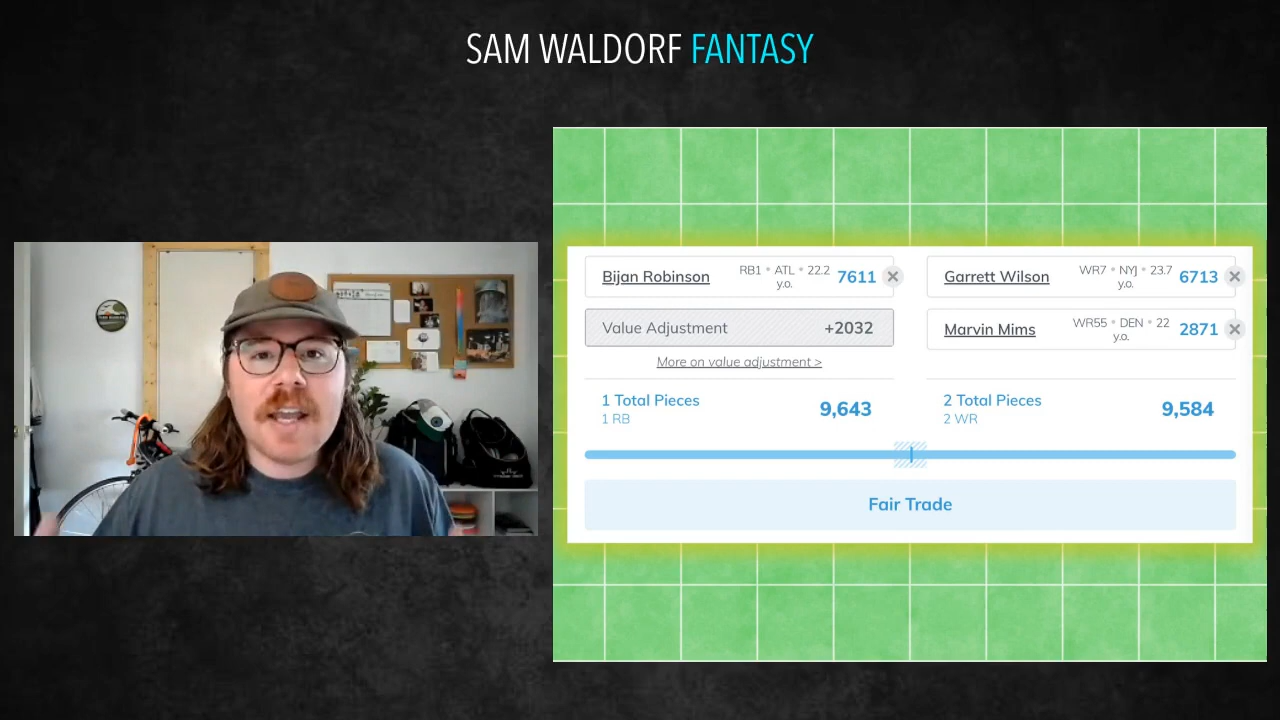 SAM WALDORF FANTASY
Bijan Robinson
RB1 • ATL • 22.2
y.o.
7611
Value Adjustment
+2032
More on value adjustment >
1 Total Pieces
1 RB
9,643
Garrett Wilson
WR7 • NYJ • 23.7
y.o.
6713
Marvin Mims
WR55 • DEN • 22
y.o.
2871
2 Total Pieces
2 WR
9,584
Fair Trade